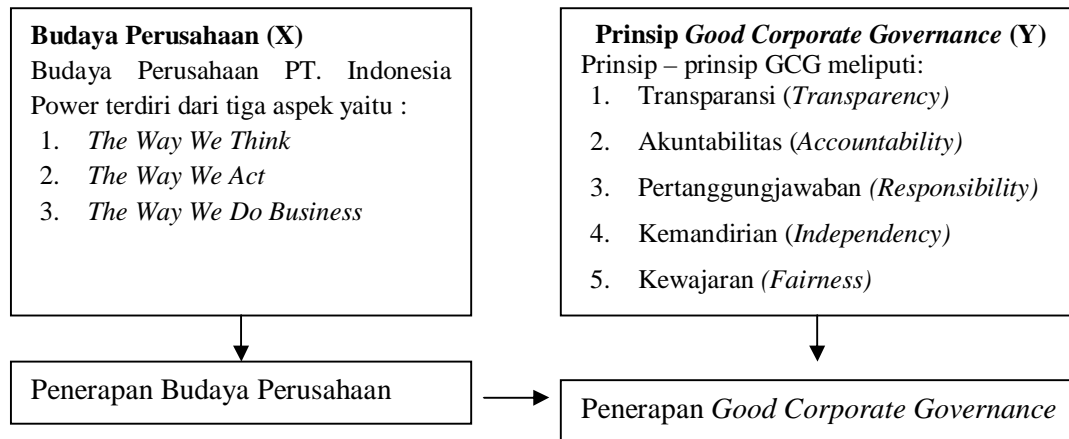 Budaya Perusahaan (X)
Budaya Perusahaan PT. Indonesia
Power terdiri dari tiga aspek yaitu :
1. The Way We Think
2. The Way We Act
3. The Way We Do Business
Prinsip Good Corporate Governance (Y)
Prinsip – prinsip GCG meliputi:
1. Transparansi (Transparency)
2. Akuntabilitas (Accountability)
3. Pertanggungjawaban (Responsibility)
4. Kemandirian (Independency)
5. Kewajaran (Fairness)
Penerapan Budaya Perusahaan
Penerapan Good Corporate Governance